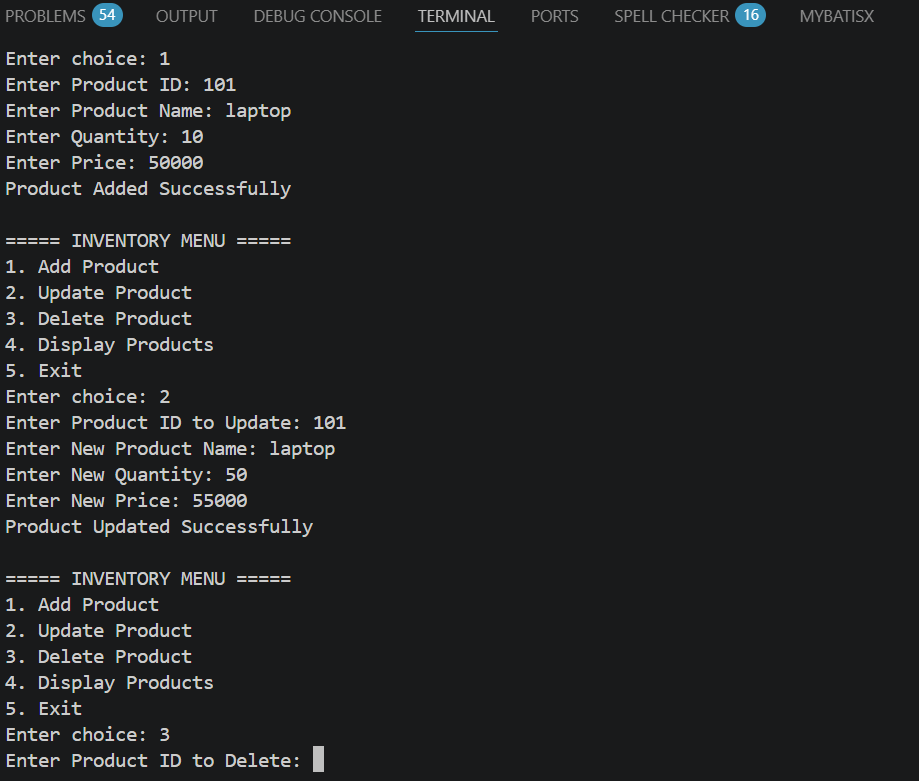 PROBLEMS 54 OUTPUT DEBUG CONSOLE TERMINAL PORTS SPELL CHECKER 16 MYBATISX
Enter choice: 1
Enter Product ID: 101
Enter Product Name: laptop
Enter Quantity: 10
Enter Price: 50000
Product Added Successfully
===== INVENTORY MENU =====
1. Add Product
2. Update Product
3. Delete Product
4. Display Products
5. Exit
Enter choice: 2
Enter Product ID to Update: 101
Enter New Product Name: laptop
Enter New Quantity: 50
Enter New Price: 55000
Product Updated Successfully
===== INVENTORY MENU =====
1. Add Product
2. Update Product
3. Delete Product
4. Display Products
5. Exit
Enter choice: 3
Enter Product ID to Delete: